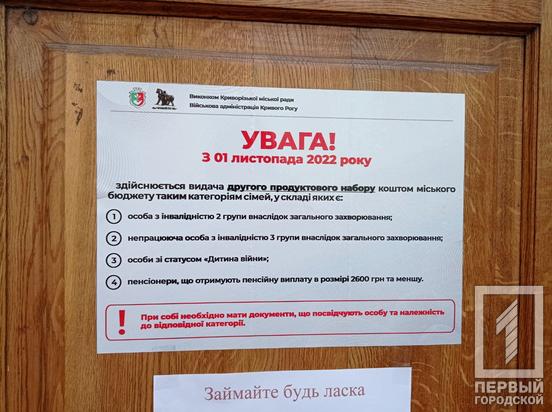 Виконком Криворізької міської ради
Військова адміністрація Кривого Рогу
УВАГА!
З 01 листопада 2022 року
здійснюється видача другого продуктового набору коштом міського
бюджету таким категоріям сімей, у складі яких є:
1 особа з інвалідністю 2 групи внаслідок загального захворювання;
2 непрацююча особа з інвалідністю 3 групи внаслідок загального захворювання;
3 особи зі статусом «Дитина війни»;
4 пенсіонери, що отримують пенсійну виплату в розмірі 2600 грн та меншу.
! При собі необхідно мати документи, що посвідчують особу та належність
до відповідної категорії.
Займайте будь ласка
1
ПЕРВЫЙ
ГОРОДСКОЙ